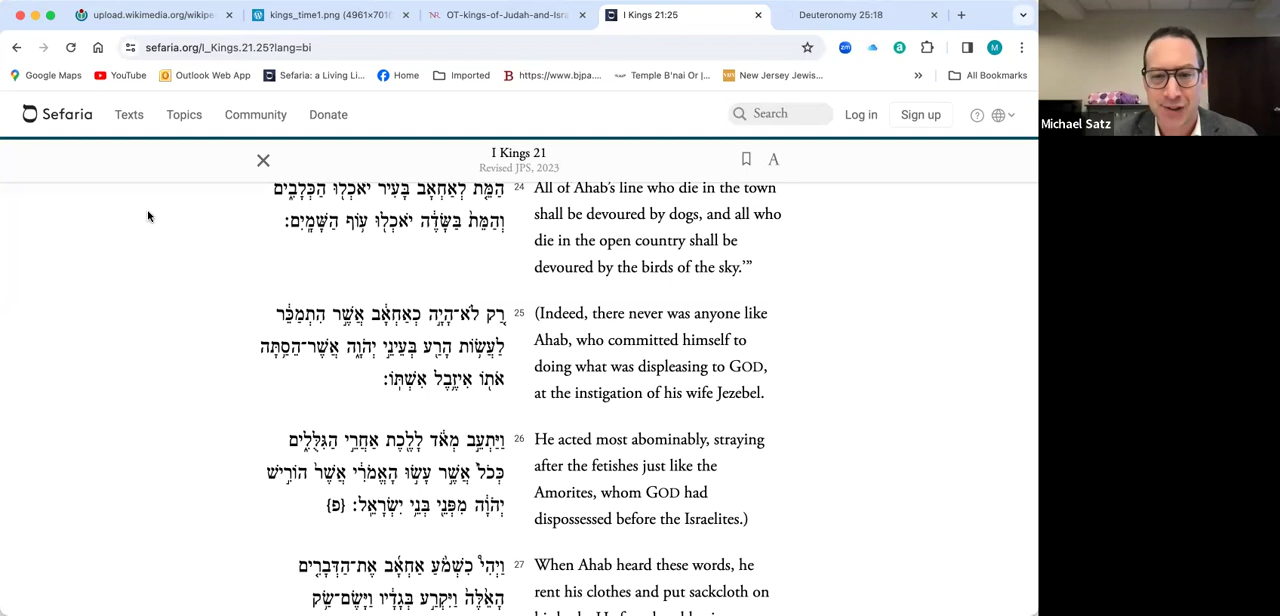 upload.wikimedia.org/wikipe
kings_time1.png (4961×701
OT-kings-of-Judah-and-Isra
I Kings 21:25
Deuteronomy 25:18
sefaria.org/I_Kings.21.25?lang=bi
Google Maps
YouTube
Outlook Web App
Sefaria: a Living Li...
Home
Imported
https://www.bjpa....
Temple B'nai Or |...
New Jersey Jewis...
All Bookmarks
Sefaria
Texts
Topics
Community
Donate
Search
Log in
Sign up
Michael Satz
I Kings 21
Revised JPS, 2023
A
הַמֵּ֤ת לְאַחְאָב֙ בָּעִ֔יר יֹאכְל֖וּ הַכְּלָבִ֑ים
וְהַמֵּת֙ בַּשָּׂדֶ֔ה יֹאכְל֖וּ ע֥וֹף הַשָּׁמָֽיִם׃
24
All of Ahab’s line who die in the town
shall be devoured by dogs, and all who
die in the open country shall be
devoured by the birds of the sky.’”
רַ֚ק לֹֽא־הָיָ֣ה כְאַחְאָ֔ב אֲשֶׁ֣ר הִתְמַכֵּ֔ר
לַעֲשׂ֥וֹת הָרַ֖ע בְּעֵינֵ֣י יְהֹוָ֑ה אֲשֶׁר־הֵסַ֥תָּה
אֹת֖וֹ אִיזֶ֥בֶל אִשְׁתּֽוֹ׃
25
(Indeed, there never was anyone like
Ahab, who committed himself to
doing what was displeasing to GOD,
at the instigation of his wife Jezebel.
וַיַּתְעֵ֣ב מְאֹ֔ד לָלֶ֖כֶת אַחֲרֵ֣י הַגִּלֻּלִ֑ים
כְּכֹל֙ אֲשֶׁ֣ר עָשׂ֣וּ הָאֱמֹרִ֔י אֲשֶׁר֙ הוֹרִ֣ישׁ
יְהֹוָ֔ה מִפְּנֵ֖י בְּנֵ֥י יִשְׂרָאֵֽל׃ {פ}
26
He acted most abominably, straying
after the fetishes just like the
Amorites, whom GOD had
dispossessed before the Israelites.)
וַיְהִי֩ כִשְׁמֹ֨עַ אַחְאָ֜ב אֶת־הַדְּבָרִ֤ים
הָאֵ֙לֶּה֙ וַיִּקְרַ֣ע בְּגָדָ֔יו וַיָּֽשֶׂם־שַׂ֥ק
27
When Ahab heard these words, he
rent his clothes and put sackcloth on